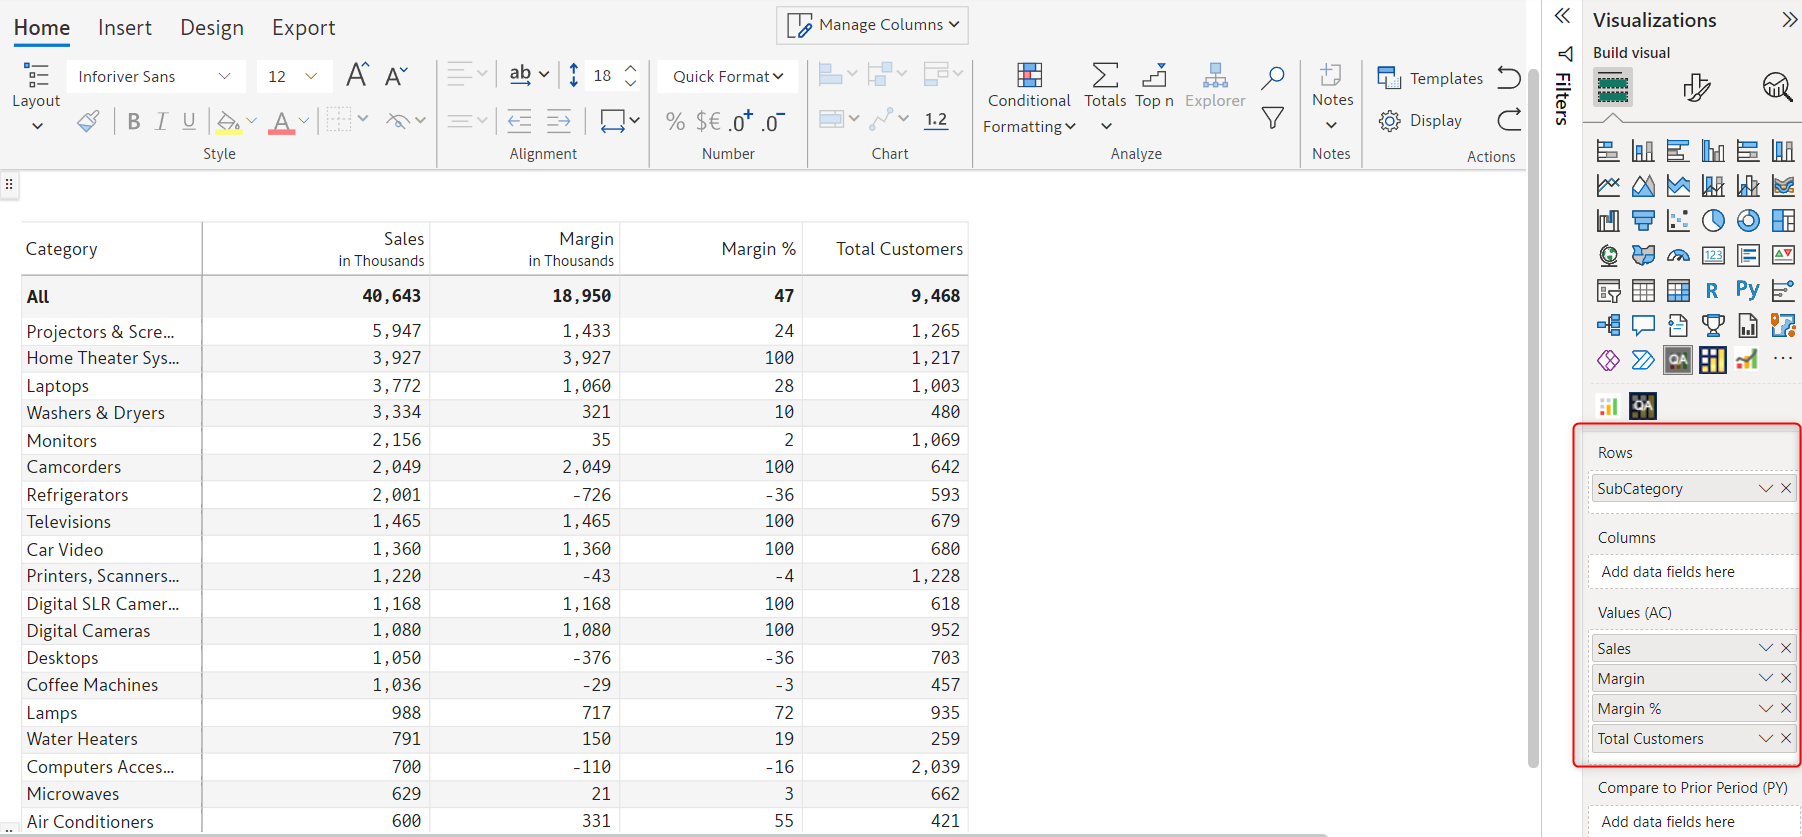 Home Insert Design Export
Manage Columns
Inforiver Sans 12 A A
ab 18
Quick Format
Layout
B I U A
% $€ .0+ .0-
1.2
Conditional Formatting
Totals
Top n
Explorer
Notes
Templates
Display
Style Alignment Number Chart Analyze Notes Actions
Category Sales in Thousands Margin in Thousands Margin % Total Customers
All 40,643 18,950 47 9,468
Projectors & Scre... 5,947 1,433 24 1,265
Home Theater Sys... 3,927 3,927 100 1,217
Laptops 3,772 1,060 28 1,003
Washers & Dryers 3,334 321 10 480
Monitors 2,156 35 2 1,069
Camcorders 2,049 2,049 100 642
Refrigerators 2,001 -726 -36 593
Televisions 1,465 1,465 100 679
Car Video 1,360 1,360 100 680
Printers, Scanners... 1,220 -43 -4 1,228
Digital SLR Camer... 1,168 1,168 100 618
Digital Cameras 1,080 1,080 100 952
Desktops 1,050 -376 -36 703
Coffee Machines 1,036 -29 -3 457
Lamps 988 717 72 935
Water Heaters 791 150 19 259
Computers Acces... 700 -110 -16 2,039
Microwaves 629 21 3 662
Air Conditioners 600 331 55 421
Filters
Visualizations
Build visual
123
R Py
QA
QA
Rows
SubCategory
Columns
Add data fields here
Values (AC)
Sales
Margin
Margin %
Total Customers
Compare to Prior Period (PY)
Add data fields here